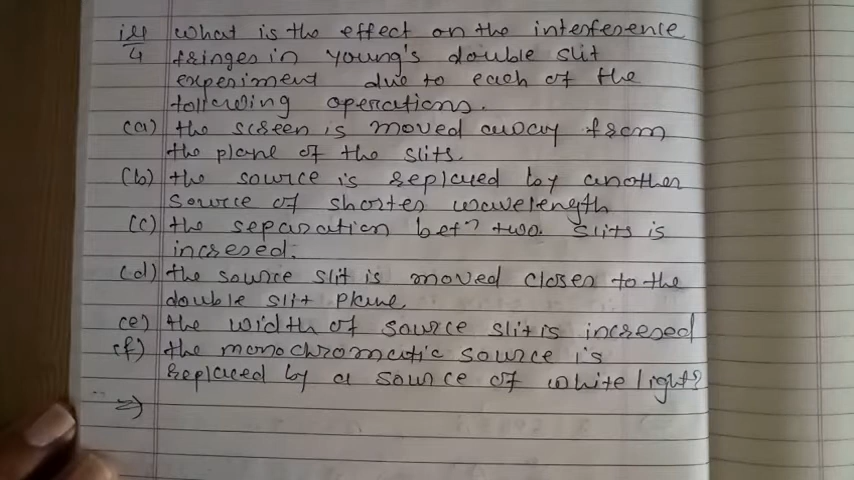 ist/4 What is the effect on the interference
fringes in young's double slit
experiment due to each of the
following operations.
(a) the screen is moved away from
the plane of the slits.
(b) the source is replaced by another
source of shorter wavelength
(c) the separation betn two slits is
incresed.
(d) the source slit is moved closer to the
double slit plane.
(e) the width of source slit is incresed
(f) the monochromatic source is
replaced by a source of white light?
⇒